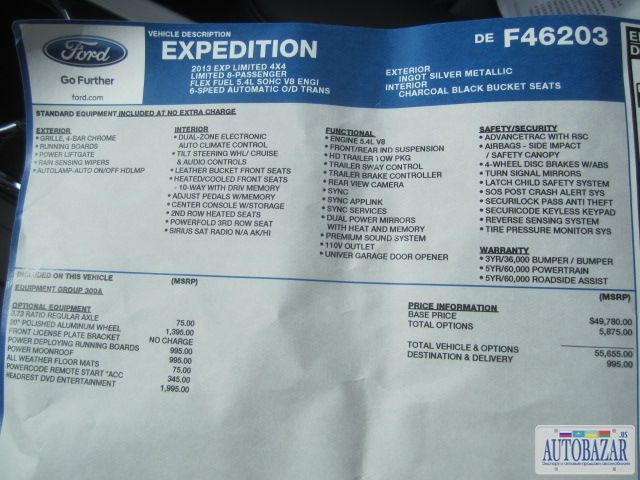 Ford
Go Further
ford.com
VEHICLE DESCRIPTION
EXPEDITION
2013 EXP LIMITED 4X4
LIMITED 8-PASSENGER
FLEX FUEL 5.4L SOHC V8 ENGI
6-SPEED AUTOMATIC O/D TRANS
DE F46203
EXTERIOR
INGOT SILVER METALLIC
INTERIOR
CHARCOAL BLACK BUCKET SEATS
STANDARD EQUIPMENT INCLUDED AT NO EXTRA CHARGE
EXTERIOR
• GRILLE, 4-BAR CHROME
• RUNNING BOARDS
• POWER LIFTGATE
• RAIN SENSING WIPERS
• AUTOLAMP-AUTO ON/OFF HDLMP
INTERIOR
• DUAL-ZONE ELECTRONIC
AUTO CLIMATE CONTROL
• TILT STEERING WHL/ CRUISE
& AUDIO CONTROLS
• LEATHER BUCKET FRONT SEATS
• HEATED/COOLED FRONT SEATS
- 10-WAY WITH DRIV MEMORY
• ADJUST PEDALS W/MEMORY
• CENTER CONSOLE W/STORAGE
• 2ND ROW HEATED SEATS
• POWERFOLD 3RD ROW SEAT
• SIRIUS SAT RADIO N/A AK/HI
FUNCTIONAL
• ENGINE 5.4L V8
• FRONT/REAR IND SUSPENSION
• HD TRAILER TOW PKG
• TRAILER SWAY CONTROL
• TRAILER BRAKE CONTROLLER
• REAR VIEW CAMERA
• SYNC
• SYNC APPLINK
• SYNC SERVICES
• DUAL POWER MIRRORS
WITH HEAT AND MEMORY
• PREMIUM SOUND SYSTEM
• 110V OUTLET
• UNIVER GARAGE DOOR OPENER
SAFETY/SECURITY
• ADVANCETRAC WITH RSC
• AIRBAGS - SIDE IMPACT
/ SAFETY CANOPY
• 4-WHEEL DISC BRAKES W/ABS
• TURN SIGNAL MIRRORS
• LATCH CHILD SAFETY SYSTEM
• SOS POST CRASH ALERT SYS
• SECURILOCK PASS ANTI THEFT
• SECURICODE KEYLESS KEYPAD
• REVERSE SENSING SYSTEM
• TIRE PRESSURE MONITOR SYS
WARRANTY
• 3YR/36,000 BUMPER / BUMPER
• 5YR/60,000 POWERTRAIN
• 5YR/60,000 ROADSIDE ASSIST
INCLUDED ON THIS VEHICLE (MSRP)
EQUIPMENT GROUP 300A
OPTIONAL EQUIPMENT
3.73 RATIO REGULAR AXLE 75.00
20" POLISHED ALUMINUM WHEEL 1,395.00
FRONT LICENSE PLATE BRACKET NO CHARGE
POWER DEPLOYING RUNNING BOARDS 995.00
POWER MOONROOF 995.00
ALL WEATHER FLOOR MATS 75.00
POWERCODE REMOTE START *ACC 345.00
HEADREST DVD ENTERTAINMENT 1,995.00
(MSRP)
PRICE INFORMATION
BASE PRICE $49,780.00
TOTAL OPTIONS 5,875.00
TOTAL VEHICLE & OPTIONS 55,655.00
DESTINATION & DELIVERY 995.00
AUTOBAZAR.us